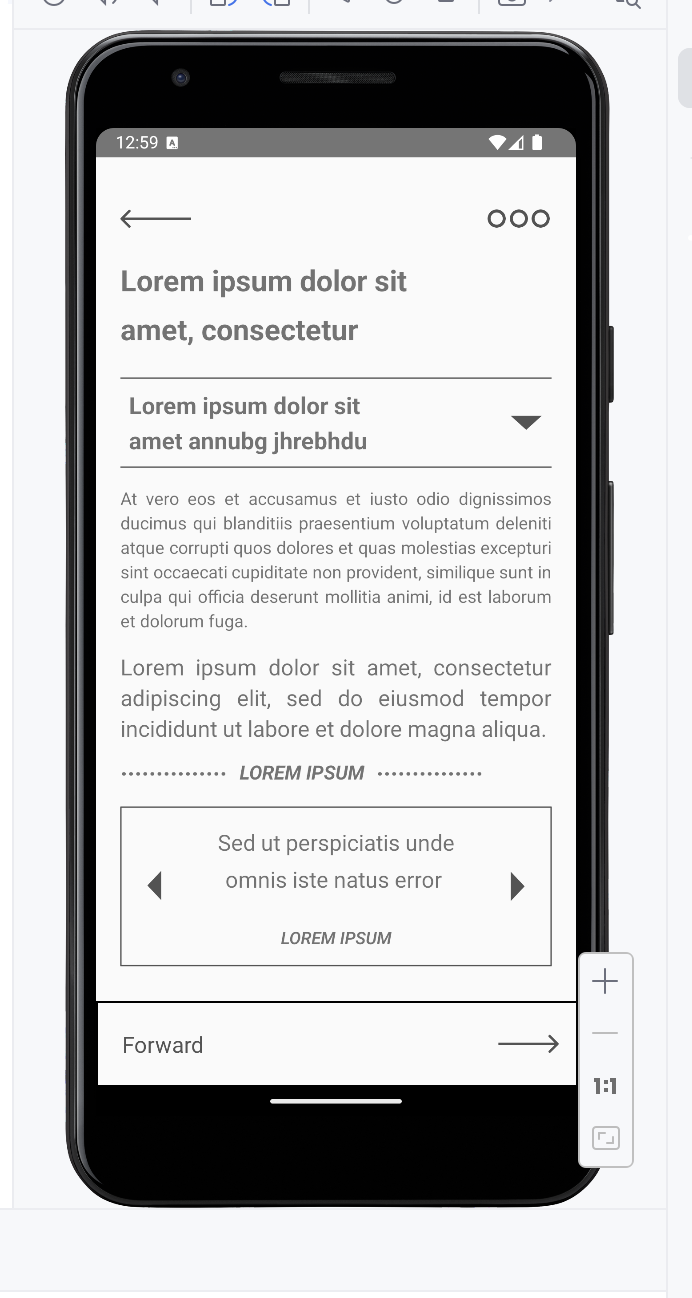 12:59
Lorem ipsum dolor sit
amet, consectetur
Lorem ipsum dolor sit
amet annubg jhrebhdu
At vero eos et accusamus et iusto odio dignissimos
ducimus qui blanditiis praesentium voluptatum deleniti
atque corrupti quos dolores et quas molestias excepturi
sint occaecati cupiditate non provident, similique sunt in
culpa qui officia deserunt mollitia animi, id est laborum
et dolorum fuga.
Lorem ipsum dolor sit amet, consectetur
adipiscing elit, sed do eiusmod tempor
incididunt ut labore et dolore magna aliqua.
LOREM IPSUM
Sed ut perspiciatis unde
omnis iste natus error
LOREM IPSUM
Forward
1:1